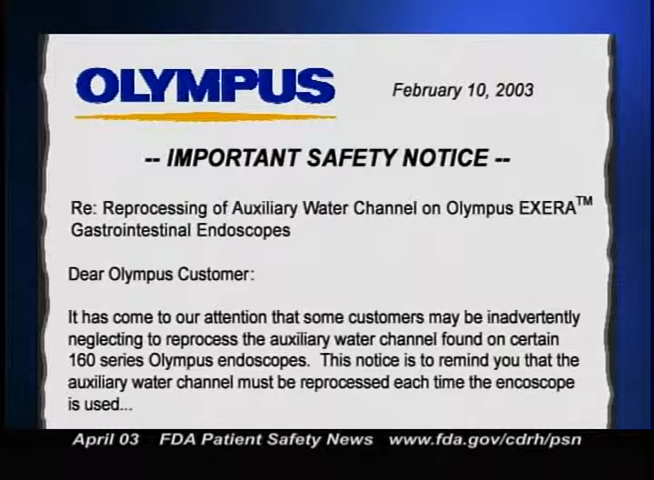 OLYMPUS
February 10, 2003
-- IMPORTANT SAFETY NOTICE --
Re: Reprocessing of Auxiliary Water Channel on Olympus EXERA™
Gastrointestinal Endoscopes
Dear Olympus Customer:
It has come to our attention that some customers may be inadvertently
neglecting to reprocess the auxiliary water channel found on certain
160 series Olympus endoscopes.  This notice is to remind you that the
auxiliary water channel must be reprocessed each time the encoscope
is used...
April 03   FDA Patient Safety News   www.fda.gov/cdrh/psn